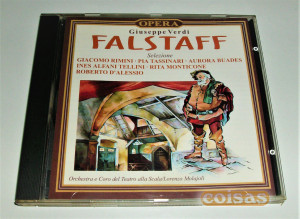 OPERA
Giuseppe Verdi
FALSTAFF
Selezione
GIACOMO RIMINI · PIA TASSINARI · AURORA BUADES
INES ALFANI TELLINI · RITA MONTICONE
ROBERTO D'ALESSIO
Orchestra e Coro del Teatro alla Scala/Lorenzo Molajoli
coisas